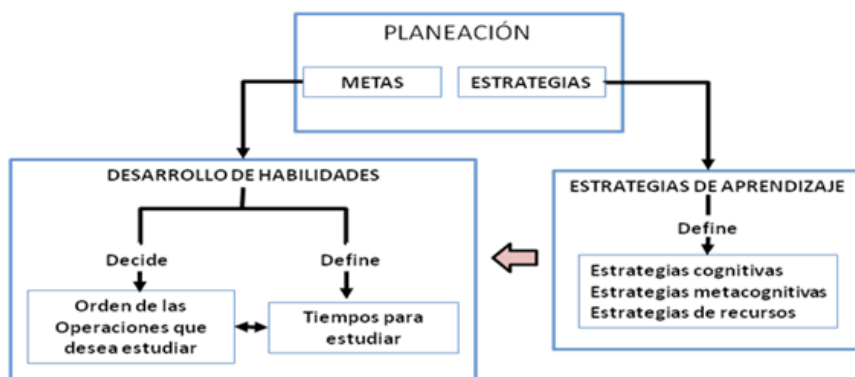 PLANEACIÓN
METAS
ESTRATEGIAS
DESARROLLO DE HABILIDADES
Decide
Define
Orden de las
Operaciones que
desea estudiar
Tiempos para
estudiar
ESTRATEGIAS DE APRENDIZAJE
Define
Estrategias cognitivas
Estrategias metacognitivas
Estrategias de recursos